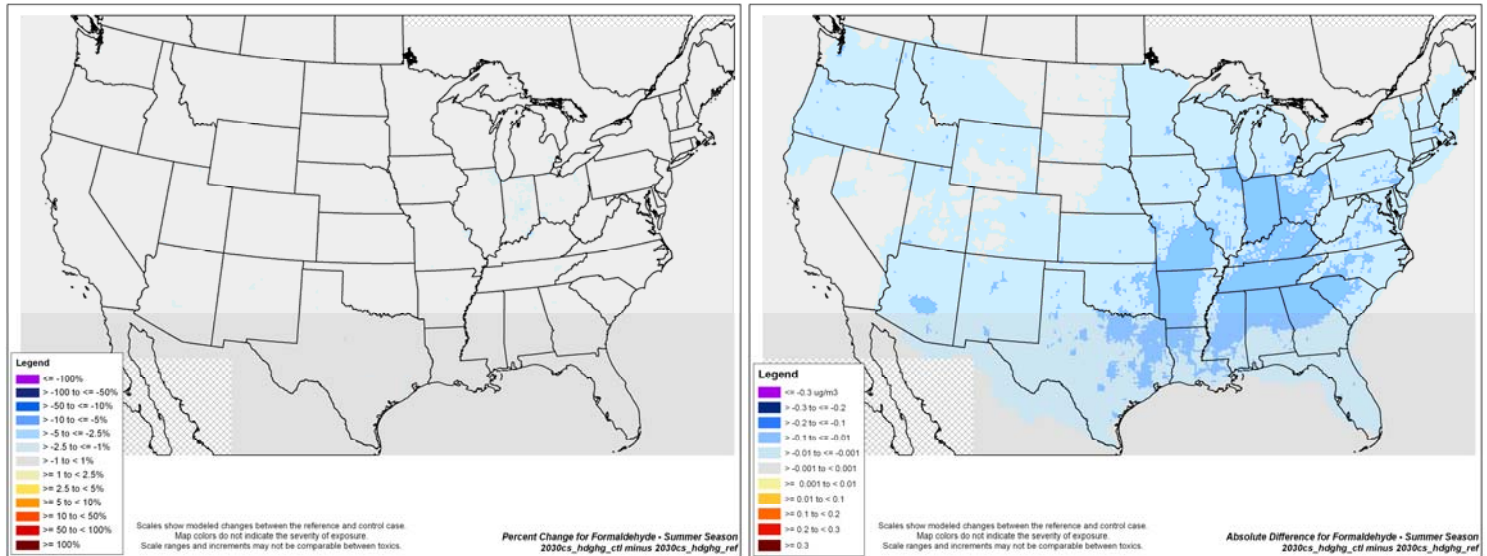 Legend
<= -100%
> -100 to <= -50%
> -50 to <= -10%
> -10 to <= -5%
> -5 to <= -2.5%
> -2.5 to <= -1%
> -1 to < 1%
>= 1 to < 2.5%
>= 2.5 to < 5%
>= 5 to < 10%
>= 10 to < 50%
>= 50 to < 100%
>= 100%
Scales show modeled changes between the reference and control case.
Map colors do not indicate the severity of exposure.
Scale ranges and increments may not be comparable between toxics.
Percent Change for Formaldehyde - Summer Season
2030cs_hdghg_ctl minus 2030cs_hdghg_ref
Legend
<= -0.3 ug/m3
> -0.3 to <= -0.2
> -0.2 to <= -0.1
> -0.1 to <= -0.01
> -0.01 to <= -0.001
> -0.001 to < 0.001
>= 0.001 to < 0.01
>= 0.01 to < 0.1
>= 0.1 to < 0.2
>= 0.2 to < 0.3
>= 0.3
Scales show modeled changes between the reference and control case.
Map colors do not indicate the severity of exposure.
Scale ranges and increments may not be comparable between toxics.
Absolute Difference for Formaldehyde - Summer Season
2030cs_hdghg_ctl minus 2030cs_hdghg_ref